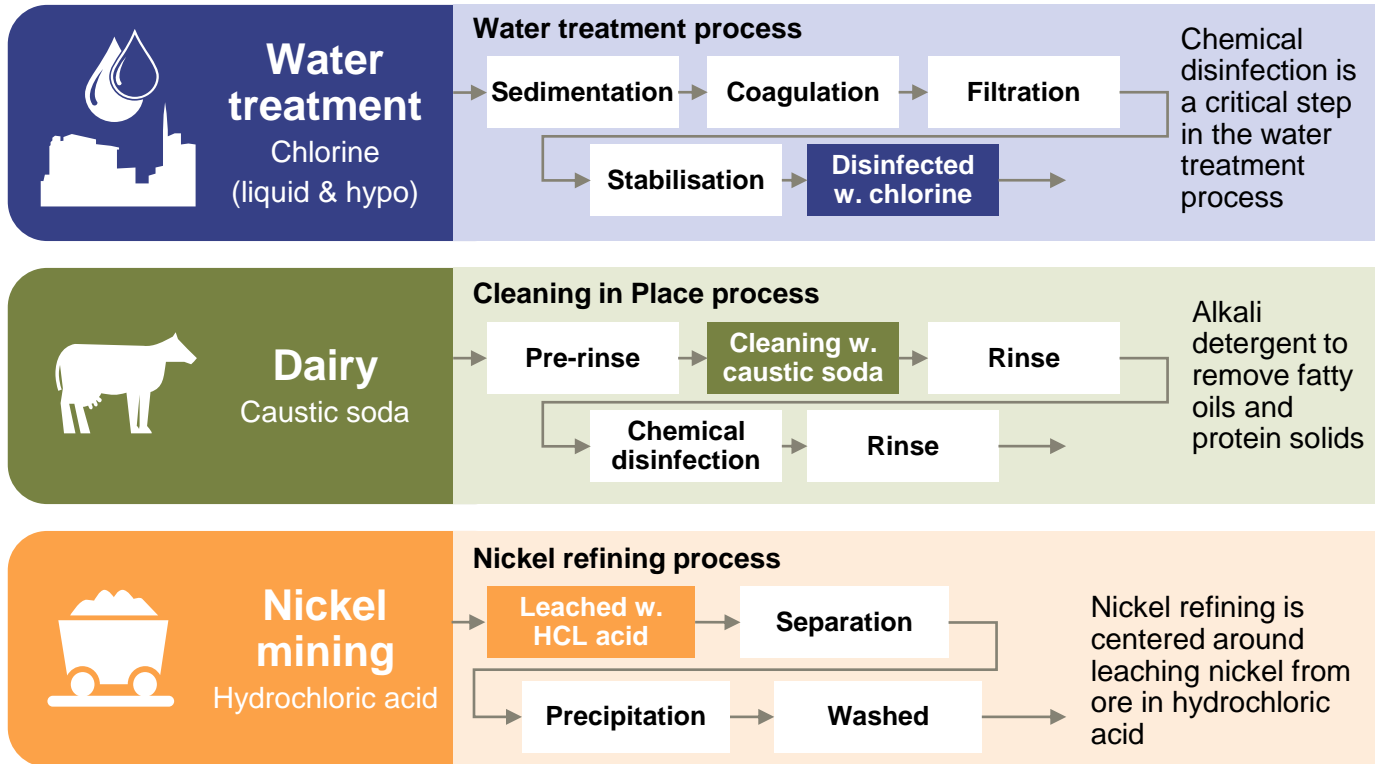 Water
treatment
Chlorine
(liquid & hypo)
Water treatment process
Sedimentation
Coagulation
Filtration
Stabilisation
Disinfected
w. chlorine
Chemical
disinfection is
a critical step
in the water
treatment
process
Dairy
Caustic soda
Cleaning in Place process
Pre-rinse
Cleaning w.
caustic soda
Rinse
Chemical
disinfection
Rinse
Alkali
detergent to
remove fatty
oils and
protein solids
Nickel
mining
Hydrochloric acid
Nickel refining process
Leached w.
HCL acid
Separation
Precipitation
Washed
Nickel refining is
centered around
leaching nickel from
ore in hydrochloric
acid